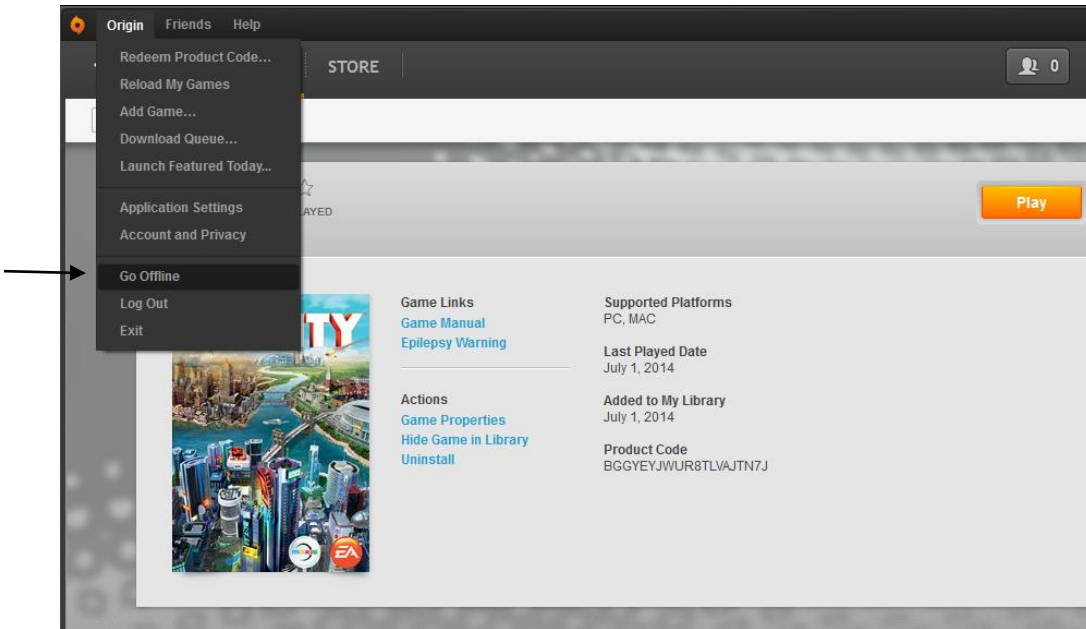 Origin Friends Help
Redeem Product Code...
Reload My Games
Add Game...
Download Queue...
Launch Featured Today...
Application Settings
Account and Privacy
Go Offline
Log Out
Exit
STORE
0
Play
Game Links
Game Manual
Epilepsy Warning
Actions
Game Properties
Hide Game in Library
Uninstall
Supported Platforms
PC, MAC
Last Played Date
July 1, 2014
Added to My Library
July 1, 2014
Product Code
BGGYEYJWUR8TLVAJTN7J
TY
maxis
EA